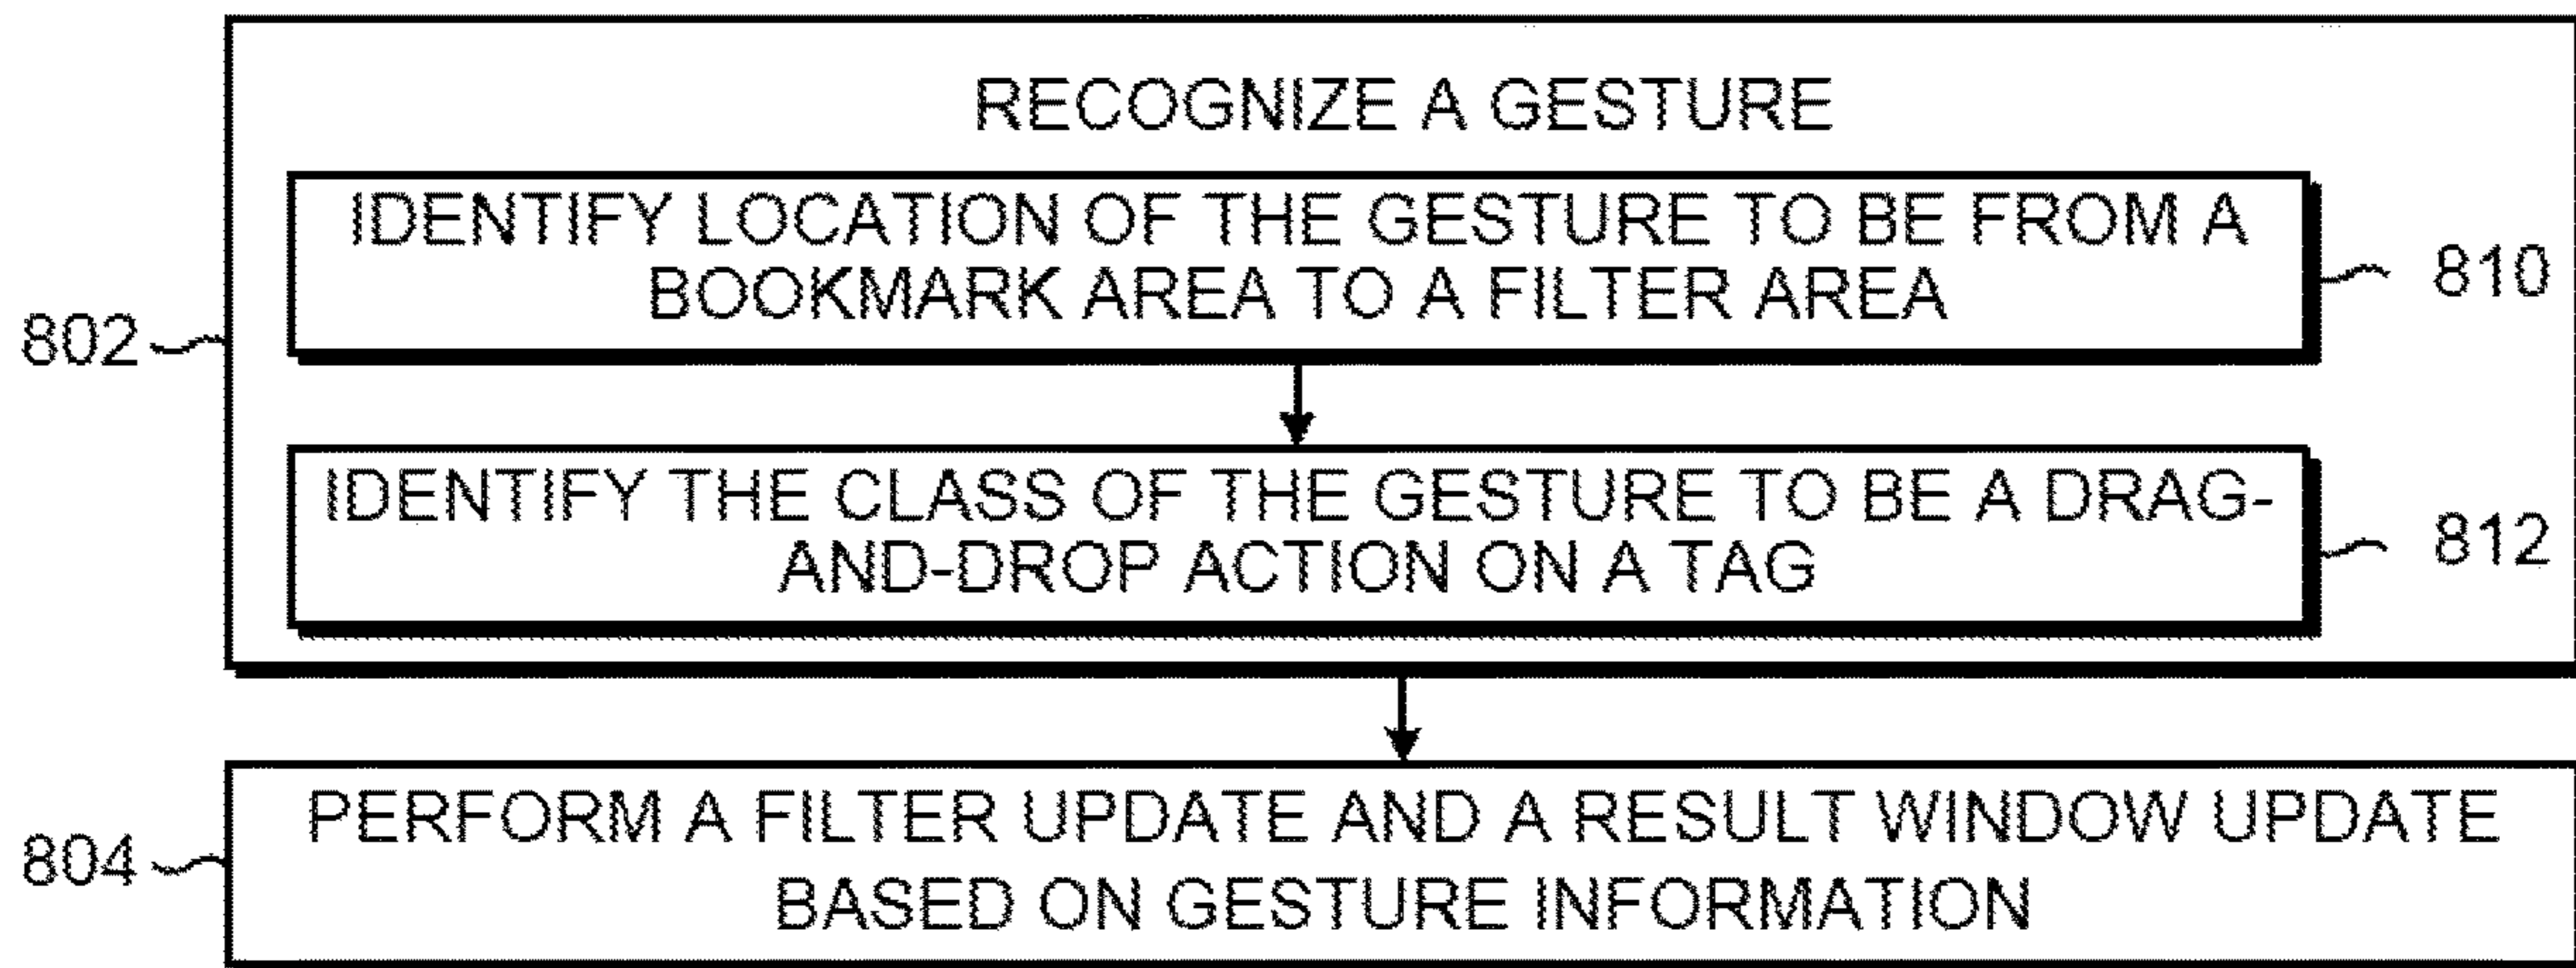 RECOGNIZE A GESTURE
IDENTIFY LOCATION OF THE GESTURE TO BE FROM A
BOOKMARK AREA TO A FILTER AREA
810
802
IDENTIFY THE CLASS OF THE GESTURE TO BE A DRAG-
AND-DROP ACTION ON A TAG
812
PERFORM A FILTER UPDATE AND A RESULT WINDOW UPDATE
BASED ON GESTURE INFORMATION
804